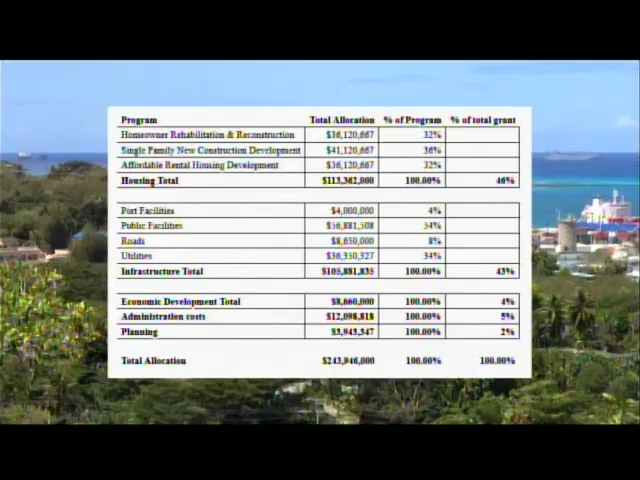 Program Total Allocation % of Program % of total grant
Homeowner Rehabilitation & Reconstruction $36,120,667 32%
Single Family New Construction Development $41,120,667 36%
Affordable Rental Housing Development $36,120,667 32%
Housing Total $113,362,000 100.00% 46%
Port Facilities $4,000,000 4%
Public Facilities $56,881,508 54%
Roads $8,650,000 8%
Utilities $36,350,327 34%
Infrastructure Total $105,881,835 100.00% 43%
Economic Development Total $8,660,000 100.00% 4%
Administration costs $12,098,818 100.00% 5%
Planning $3,943,347 100.00% 2%
Total Allocation $243,946,000 100.00% 100.00%